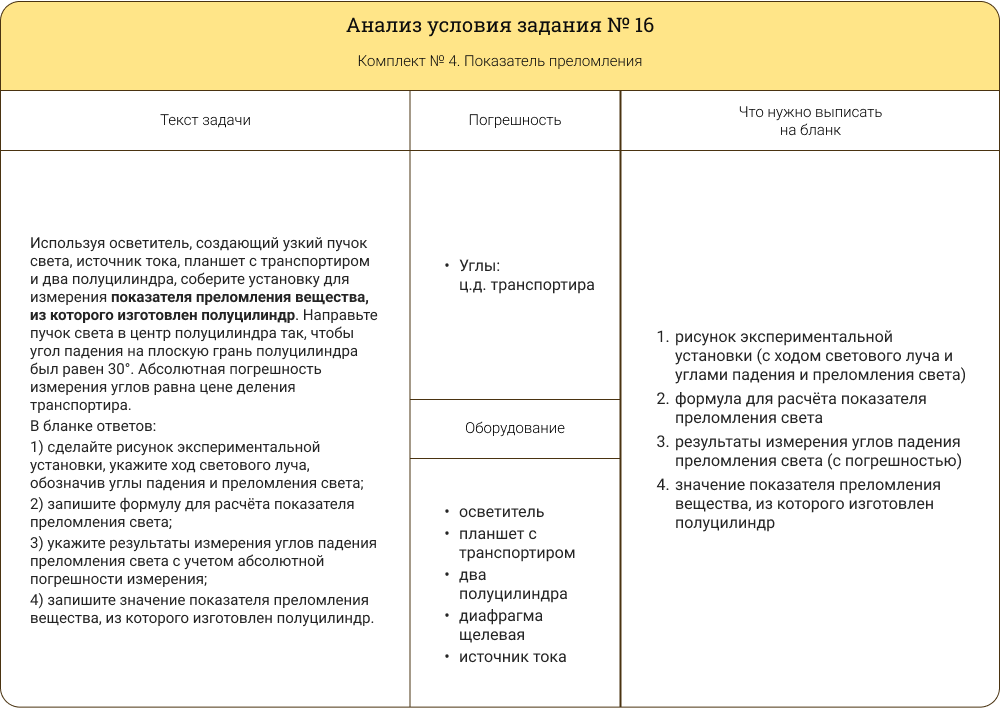 Анализ условия задания № 16
Комплект № 4. Показатель преломления
Текст задачи
Погрешность
Что нужно выписать
на бланк
Используя осветитель, создающий узкий пучок
света, источник тока, планшет с транспортиром
и два полуцилиндра, соберите установку для
измерения показателя преломления вещества,
из которого изготовлен полуцилиндр. Направьте
пучок света в центр полуцилиндра так, чтобы
угол падения на плоскую грань полуцилиндра
был равен 30°. Абсолютная погрешность
измерения углов равна цене деления
транспортира.
В бланке ответов:
1) сделайте рисунок экспериментальной
установки, укажите ход светового луча,
обозначив углы падения и преломления света;
2) запишите формулу для расчёта показателя
преломления света;
3) укажите результаты измерения углов падения
преломления света с учетом абсолютной
погрешности измерения;
4) запишите значение показателя преломления
вещества, из которого изготовлен полуцилиндр.
• Углы:
ц.д. транспортира
Оборудование
• осветитель
• планшет с
транспортиром
• два
полуцилиндра
• диафрагма
щелевая
• источник тока
1. рисунок экспериментальной
установки (с ходом светового луча и
углами падения и преломления света)
2. формула для расчёта показателя
преломления света
3. результаты измерения углов падения
преломления света (с погрешностью)
4. значение показателя преломления
вещества, из которого изготовлен
полуцилиндр